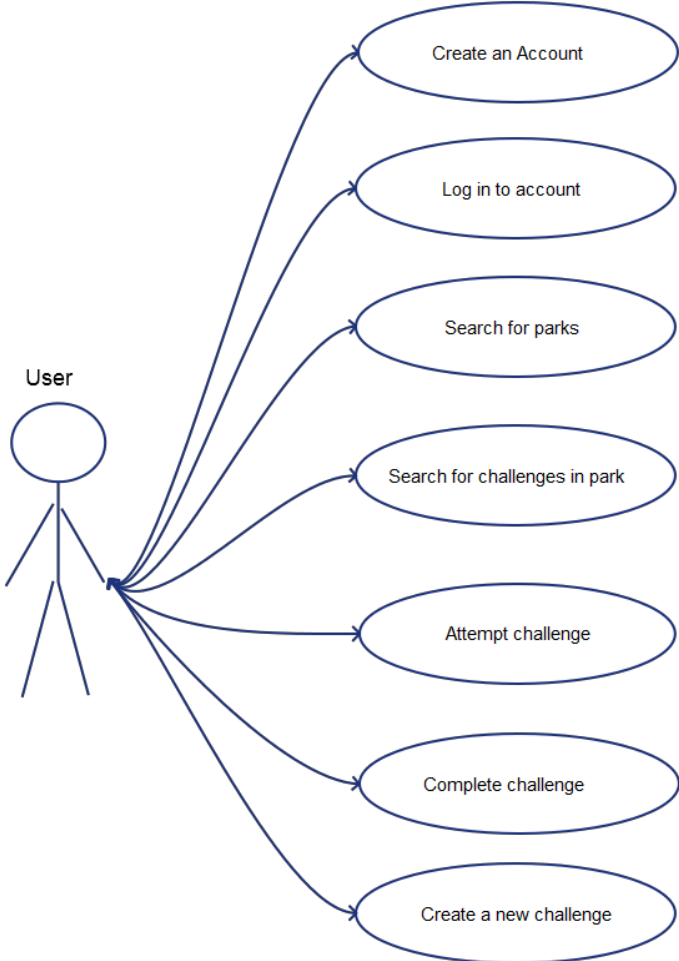 Create an Account
Log in to account
Search for parks
User
Search for challenges in park
Attempt challenge
Complete challenge
Create a new challenge